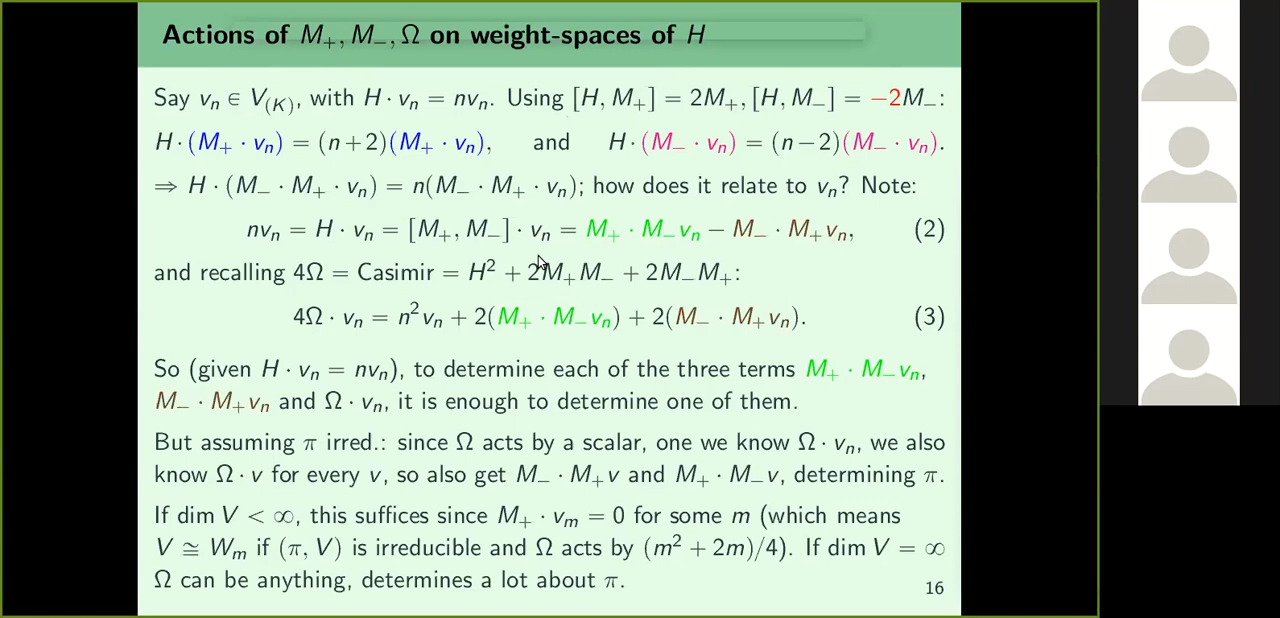 Actions of M₊, M₋, Ω on weight-spaces of H
Say vₙ ∈ V₍K₎, with H · vₙ = nvₙ. Using [H, M₊] = 2M₊, [H, M₋] = −2M₋:
H·(M₊ · vₙ) = (n+2)(M₊ · vₙ), and H·(M₋ · vₙ) = (n−2)(M₋ · vₙ).
⇒ H · (M₋ · M₊ · vₙ) = n(M₋ · M₊ · vₙ); how does it relate to vₙ? Note:
nvₙ = H · vₙ = [M₊, M₋] · vₙ = M₊ · M₋vₙ − M₋ · M₊vₙ, (2)
and recalling 4Ω = Casimir = H² + 2M₊M₋ + 2M₋M₊:
4Ω · vₙ = n²vₙ + 2(M₊ · M₋vₙ) + 2(M₋ · M₊vₙ). (3)
So (given H · vₙ = nvₙ), to determine each of the three terms M₊ · M₋vₙ,
M₋ · M₊vₙ and Ω · vₙ, it is enough to determine one of them.
But assuming π irred.: since Ω acts by a scalar, one we know Ω · vₙ, we also
know Ω · v for every v, so also get M₋ · M₊v and M₊ · M₋v, determining π.
If dim V < ∞, this suffices since M₊ · vₘ = 0 for some m (which means
V ≅ Wₘ if (π, V) is irreducible and Ω acts by (m² + 2m)/4). If dim V = ∞
Ω can be anything, determines a lot about π.
16